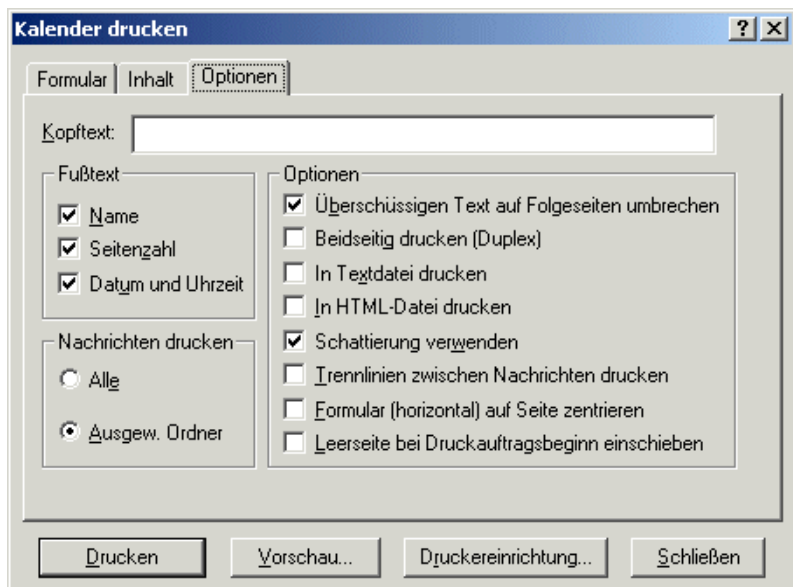 Kalender drucken
Formular Inhalt Optionen
Kopftext:
Fußtext
Name
Seitenzahl
Datum und Uhrzeit
Nachrichten drucken
Alle
Ausgew. Ordner
Optionen
Überschüssigen Text auf Folgeseiten umbrechen
Beidseitig drucken (Duplex)
In Textdatei drucken
In HTML-Datei drucken
Schattierung verwenden
Trennlinien zwischen Nachrichten drucken
Formular (horizontal) auf Seite zentrieren
Leerseite bei Druckauftragsbeginn einschieben
Drucken Vorschau... Druckereinrichtung... Schließen